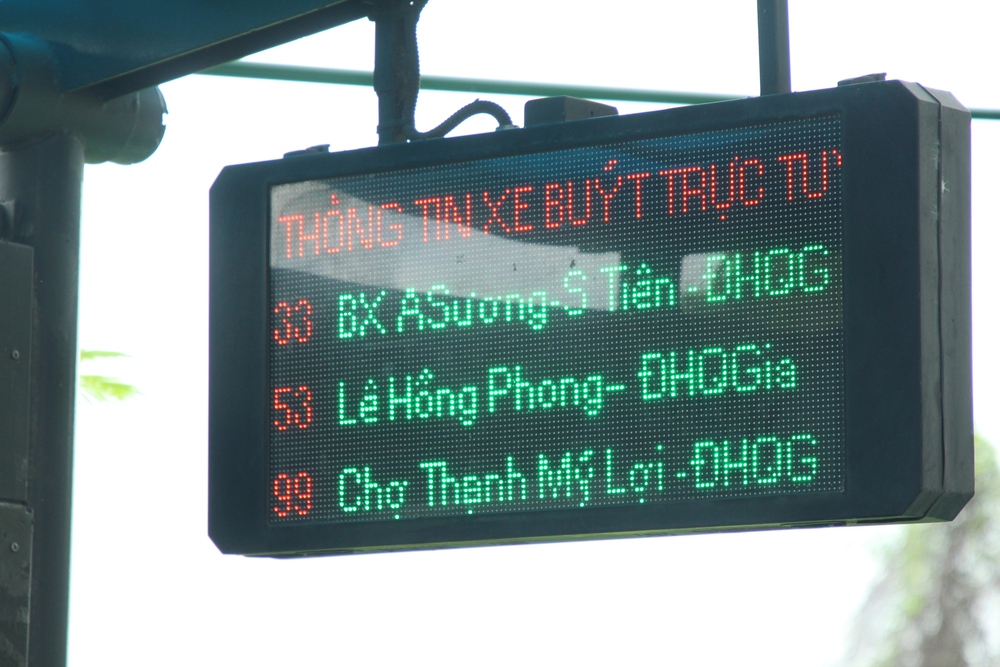 THÔNG TIN XE BUÝT TRỰC TU
33 BX ASương-S Tiên -ĐHQG
53 Lê Hồng Phong- ĐHQGia
99 Chợ Thạnh Mỹ Lợi -ĐHQG